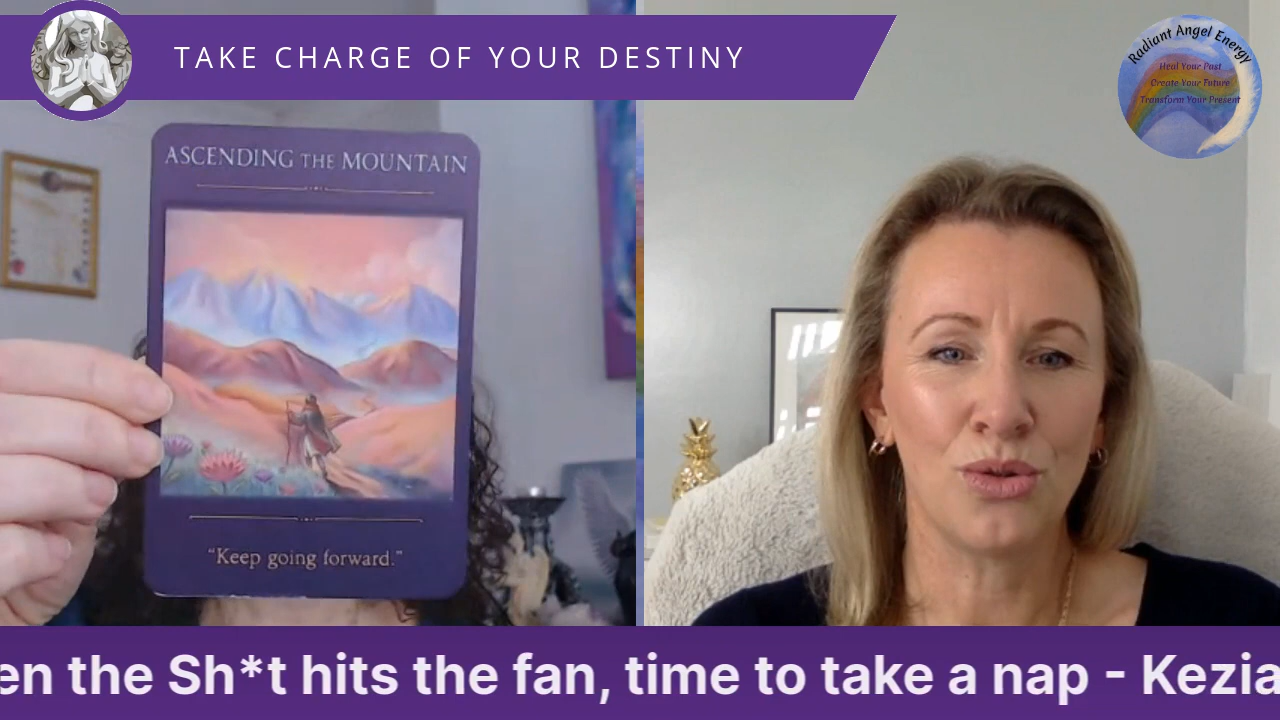 TAKE CHARGE OF YOUR DESTINY
Radiant Angel Energy
Heal Your Past
Create Your Future
Transform Your Present
ASCENDING THE MOUNTAIN
"Keep going forward."
en the Sh*t hits the fan, time to take a nap - Kezia